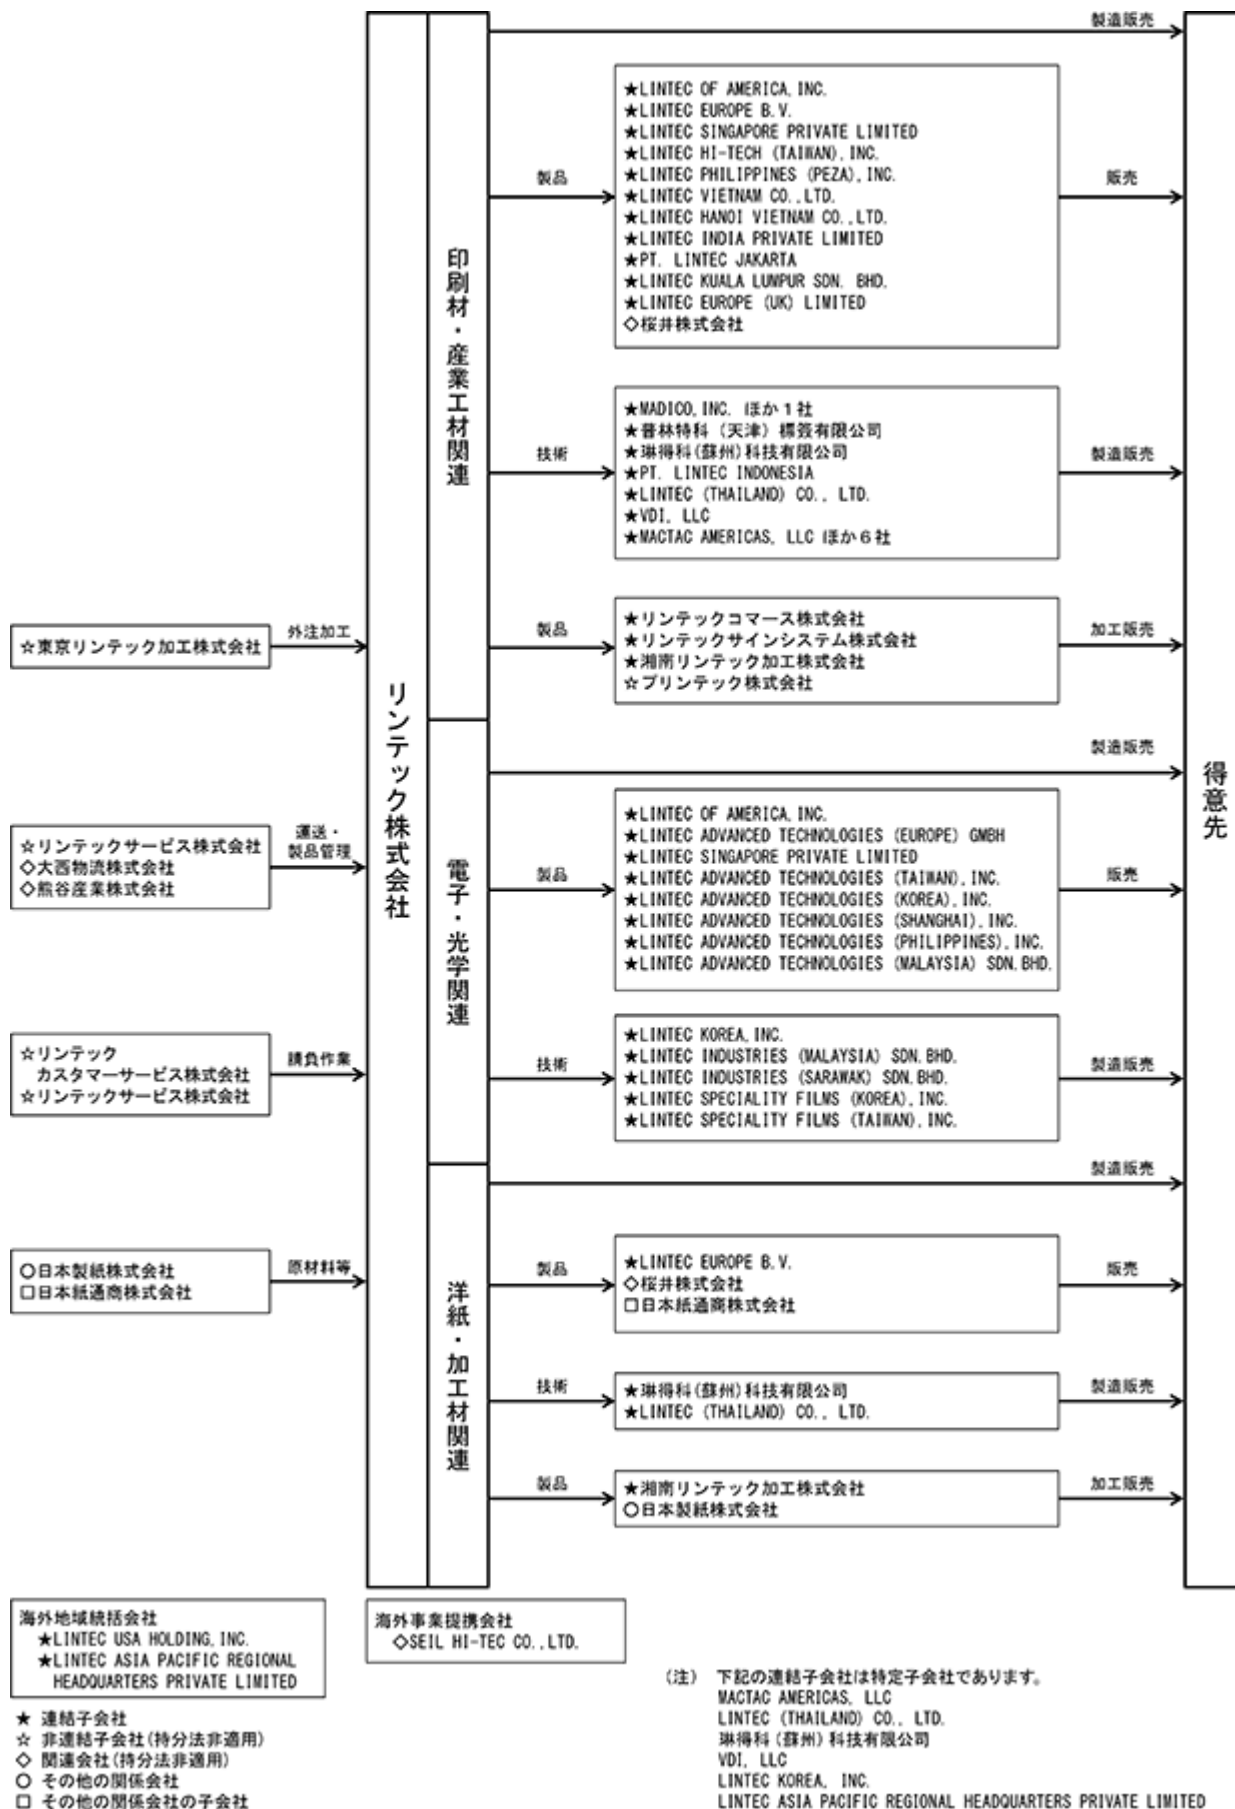 製造販売
★LINTEC OF AMERICA, INC.
★LINTEC EUROPE B.V.
★LINTEC SINGAPORE PRIVATE LIMITED
★LINTEC HI-TECH (TAIWAN), INC.
★LINTEC PHILIPPINES (PEZA), INC.
★LINTEC VIETNAM CO.,LTD.
★LINTEC HANOI VIETNAM CO.,LTD.
★LINTEC INDIA PRIVATE LIMITED
★PT. LINTEC JAKARTA
★LINTEC KUALA LUMPUR SDN. BHD.
★LINTEC EUROPE (UK) LIMITED
◇桜井株式会社
製品
販売
印刷材・産業工材関連
★MADICO, INC. ほか1社
★普林特科(天津)標簽有限公司
★琳得科(蘇州)科技有限公司
★PT. LINTEC INDONESIA
★LINTEC (THAILAND) CO., LTD.
★VDI, LLC
★MACTAC AMERICAS, LLC ほか6社
技術
製造販売
☆東京リンテック加工株式会社
外注加工
製品
★リンテックコマース株式会社
★リンテックサインシステム株式会社
★湘南リンテック加工株式会社
☆プリンテック株式会社
加工販売
リンテック株式会社
製造販売
得意先
☆リンテックサービス株式会社
◇大西物流株式会社
◇熊谷産業株式会社
運送・
製品管理
電子・光学関連
製品
★LINTEC OF AMERICA, INC.
★LINTEC ADVANCED TECHNOLOGIES (EUROPE) GMBH
★LINTEC SINGAPORE PRIVATE LIMITED
★LINTEC ADVANCED TECHNOLOGIES (TAIWAN), INC.
★LINTEC ADVANCED TECHNOLOGIES (KOREA), INC.
★LINTEC ADVANCED TECHNOLOGIES (SHANGHAI), INC.
★LINTEC ADVANCED TECHNOLOGIES (PHILIPPINES), INC.
★LINTEC ADVANCED TECHNOLOGIES (MALAYSIA) SDN.BHD.
販売
☆リンテック
カスタマーサービス株式会社
☆リンテックサービス株式会社
請負作業
技術
★LINTEC KOREA, INC.
★LINTEC INDUSTRIES (MALAYSIA) SDN.BHD.
★LINTEC INDUSTRIES (SARAWAK) SDN.BHD.
★LINTEC SPECIALITY FILMS (KOREA), INC.
★LINTEC SPECIALITY FILMS (TAIWAN), INC.
製造販売
製造販売
○日本製紙株式会社
□日本紙通商株式会社
原材料等
洋紙・加工材関連
製品
★LINTEC EUROPE B.V.
◇桜井株式会社
□日本紙通商株式会社
販売
技術
★琳得科(蘇州)科技有限公司
★LINTEC (THAILAND) CO., LTD.
製造販売
製品
★湘南リンテック加工株式会社
○日本製紙株式会社
加工販売
海外地域統括会社
★LINTEC USA HOLDING, INC.
★LINTEC ASIA PACIFIC REGIONAL
HEADQUARTERS PRIVATE LIMITED
海外事業提携会社
◇SEIL HI-TEC CO.,LTD.
★ 連結子会社
☆ 非連結子会社(持分法非適用)
◇ 関連会社(持分法非適用)
○ その他の関係会社
□ その他の関係会社の子会社
(注) 下記の連結子会社は特定子会社であります。
MACTAC AMERICAS, LLC
LINTEC (THAILAND) CO., LTD.
琳得科(蘇州)科技有限公司
VDI, LLC
LINTEC KOREA, INC.
LINTEC ASIA PACIFIC REGIONAL HEADQUARTERS PRIVATE LIMITED